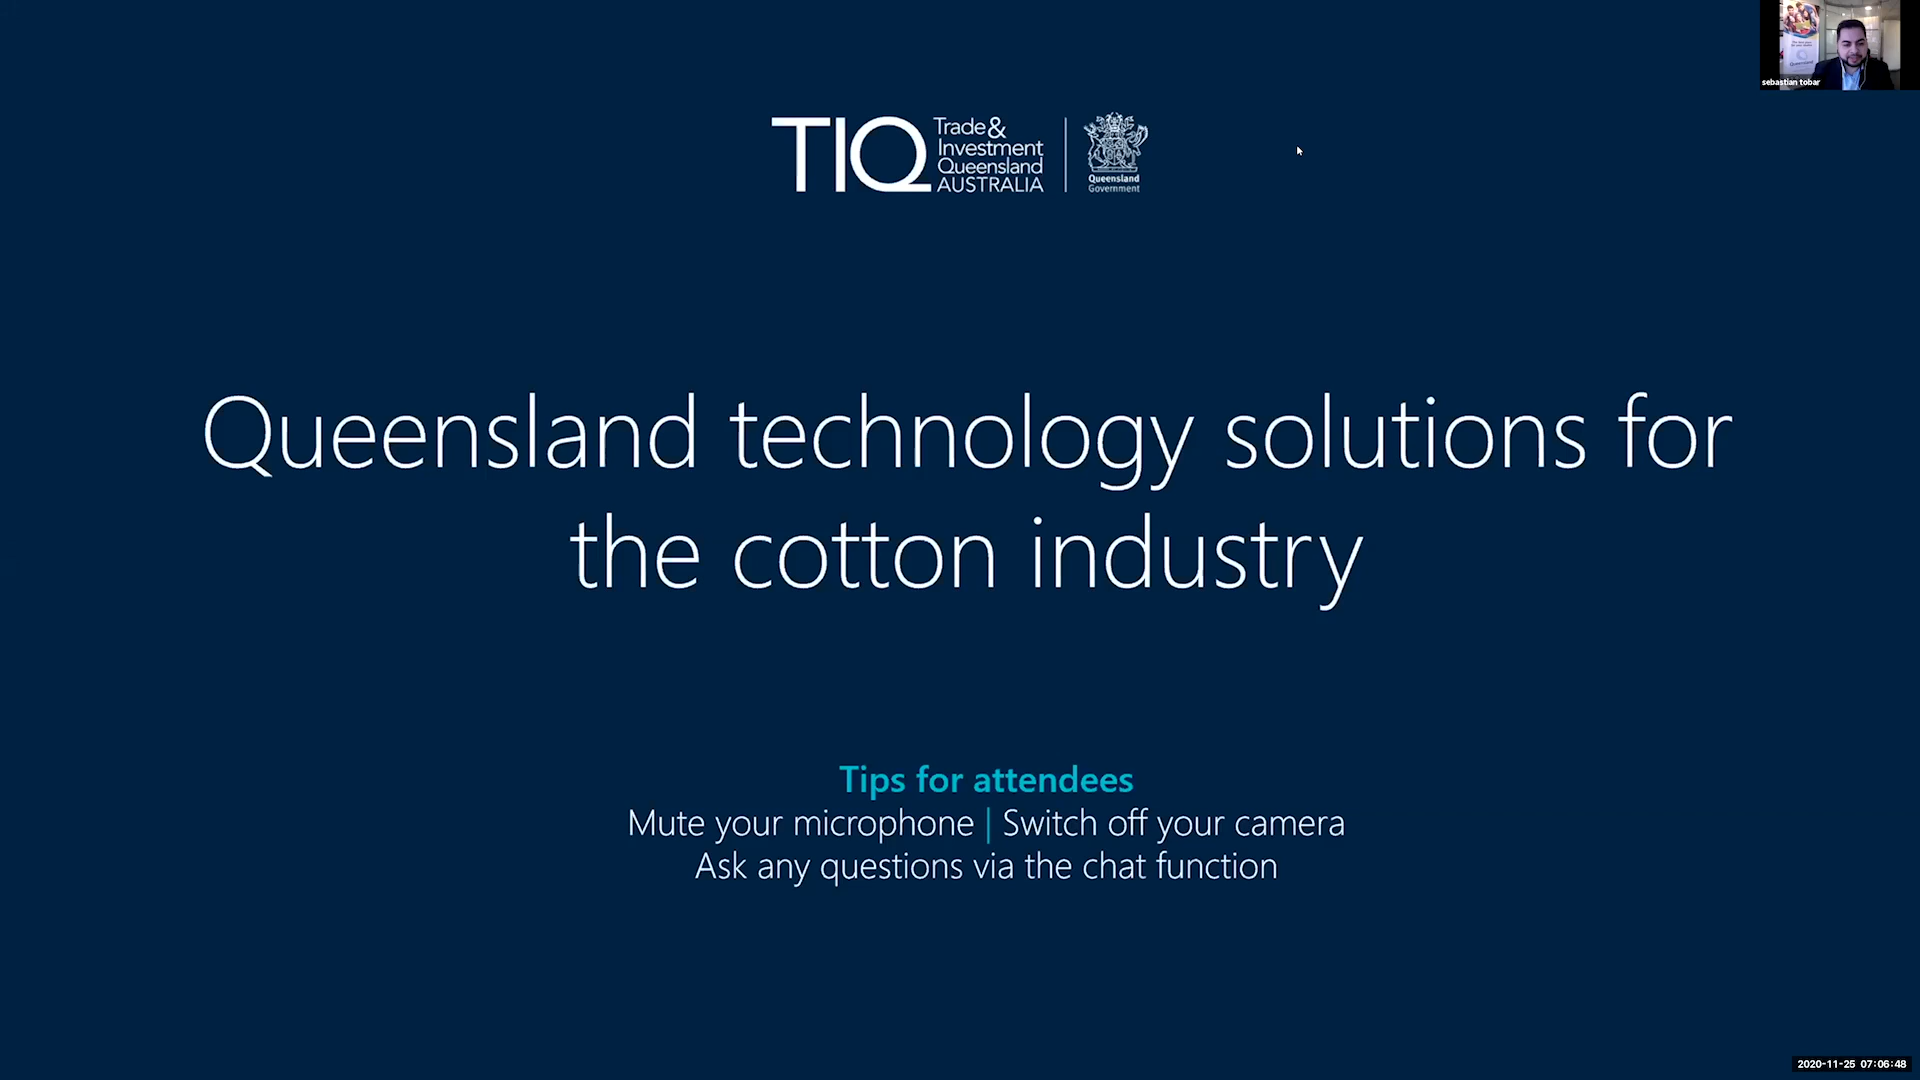 sebastian tobar
TIQ
Trade &
Investment
Queensland
AUSTRALIA
Queensland
Government
Queensland technology solutions for
the cotton industry
Tips for attendees
Mute your microphone | Switch off your camera
Ask any questions via the chat function
2020-11-25 07:06:48